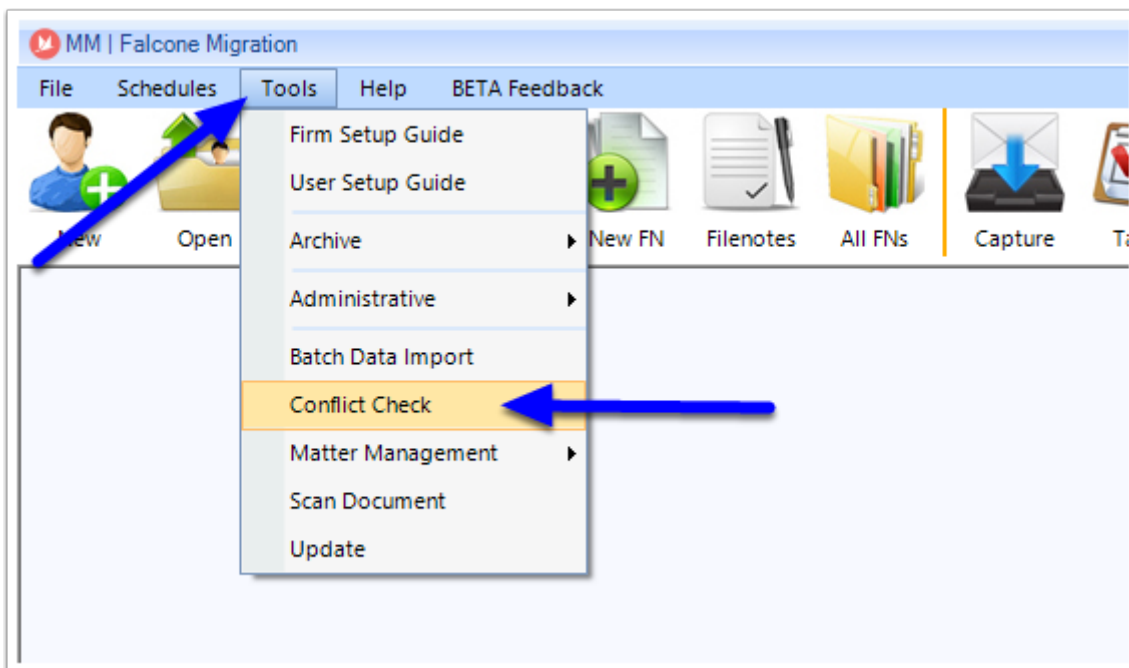 MM | Falcone Migration
File Schedules Tools Help BETA Feedback
New Open New FN Filenotes All FNs Capture
Firm Setup Guide
User Setup Guide
Archive
Administrative
Batch Data Import
Conflict Check
Matter Management
Scan Document
Update